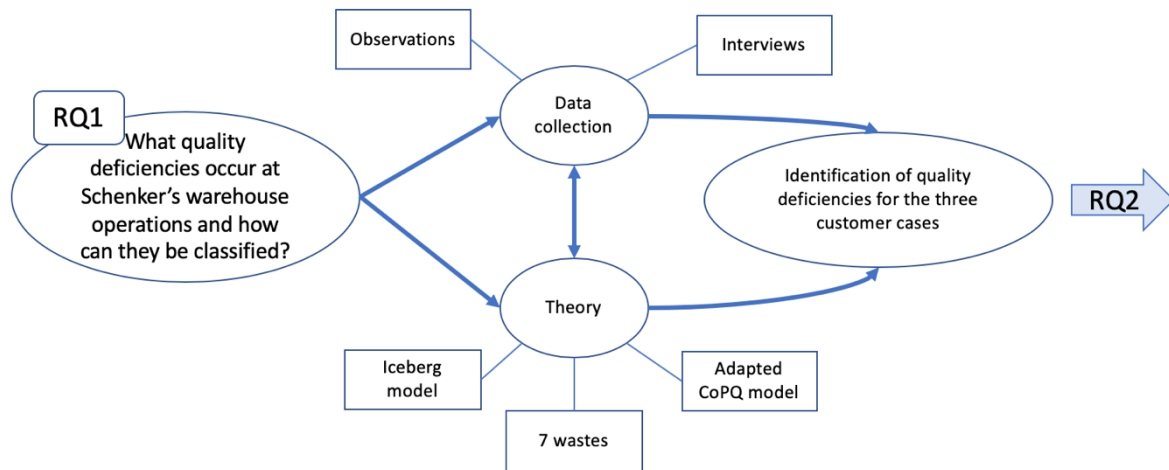 RQ1
What quality
deficiencies occur at
Schenker’s warehouse
operations and how
can they be classified?
Observations
Interviews
Data
collection
Theory
Iceberg
model
7 wastes
Adapted
CoPQ model
Identification of quality
deficiencies for the three
customer cases
RQ2